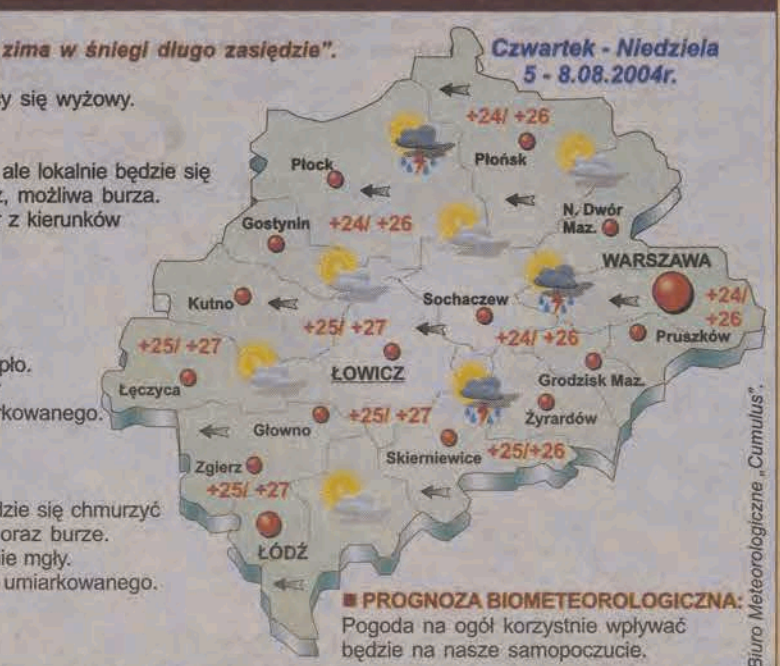 zima w śniegi długo zasiędzie".
y się wyżowy.
ale lokalnie będzie się
z, możliwa burza.
z kierunków
pło.
rkowanego.
dzie się chmurzyć
oraz burze.
ie mgły.
umiarkowanego.
Czwartek - Niedziela
5 - 8.08.2004r.
+24/ +26
Płock
Płońsk
Gostynin +24/ +26
N. Dwór
Maz.
WARSZAWA
Kutno
Sochaczew
+24/
+26
+25/ +27
+24/ +26
Pruszków
+25/ +27
ŁOWICZ
Grodzisk Maz.
Łęczyca
+25/ +27
Żyrardów
Głowno
Skierniewice +25/+26
Zgierz
+25/ +27
ŁÓDŹ
■ PROGNOZA BIOMETEOROLOGICZNA:
Pogoda na ogół korzystnie wpływać
będzie na nasze samopoczucie.
Biuro Meteorologiczne „Cumulus".